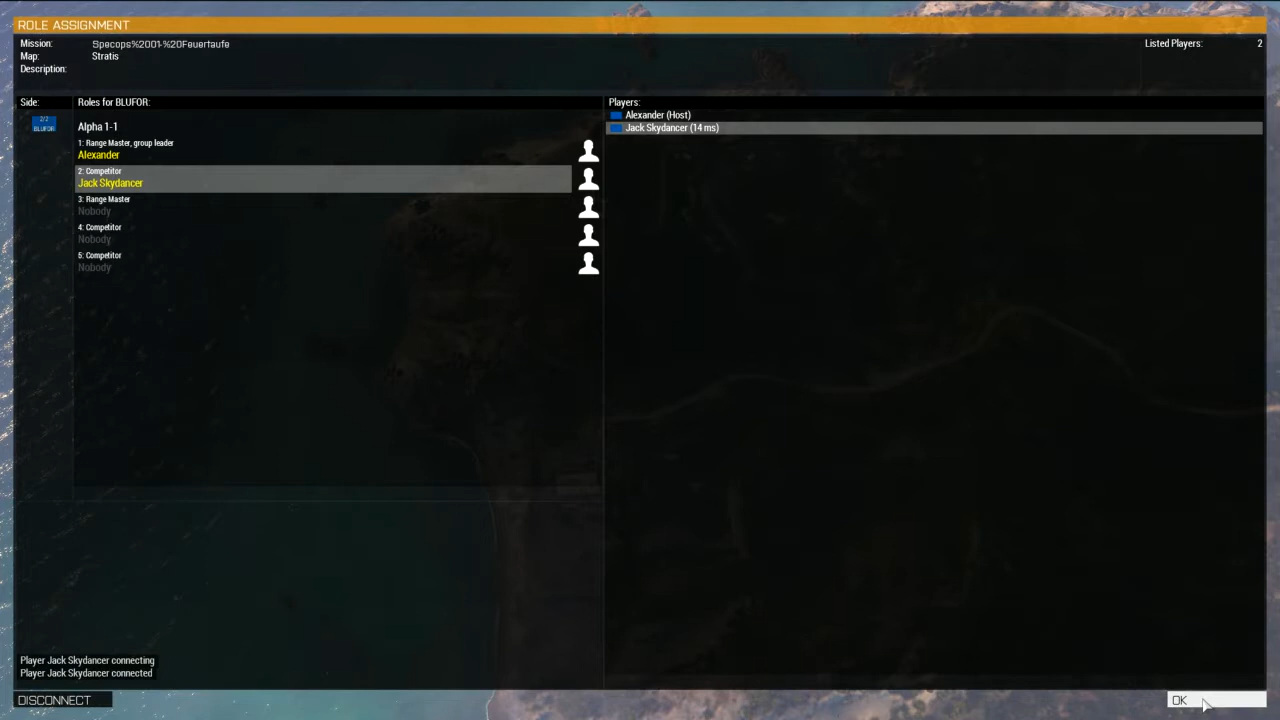 ROLE ASSIGNMENT
Mission: Specops%2001-%20Feuertaufe
Listed Players: 2
Map: Stratis
Description:
Side:
2/2
BLUFOR
Roles for BLUFOR:
Alpha 1-1
1: Range Master, group leader
Alexander
2: Competitor
Jack Skydancer
3: Range Master
Nobody
4: Competitor
Nobody
5: Competitor
Nobody
Players:
Alexander (Host)
Jack Skydancer (14 ms)
Player Jack Skydancer connecting
Player Jack Skydancer connected
DISCONNECT
OK